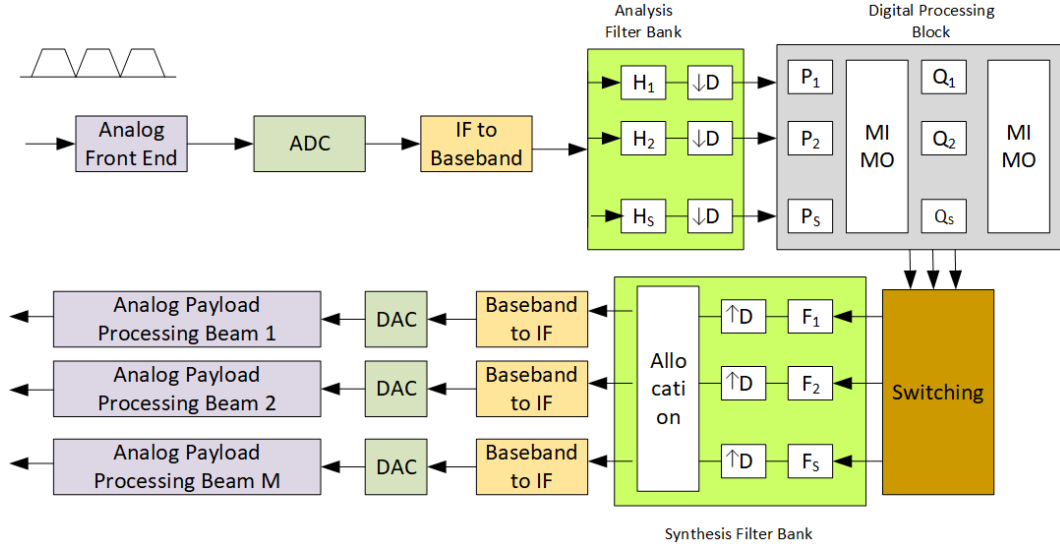 Analysis
Filter Bank
Digital Processing
Block
Analog
Front End
ADC
IF to
Baseband
H1
↓D
H2
↓D
HS
↓D
P1
P2
PS
MI
MO
Q1
Q2
QS
MI
MO
Analog Payload
Processing Beam 1
DAC
Baseband
to IF
Analog Payload
Processing Beam 2
DAC
Baseband
to IF
Analog Payload
Processing Beam M
DAC
Baseband
to IF
Allo
cati
on
↑D
F1
↑D
F2
↑D
FS
Switching
Synthesis Filter Bank